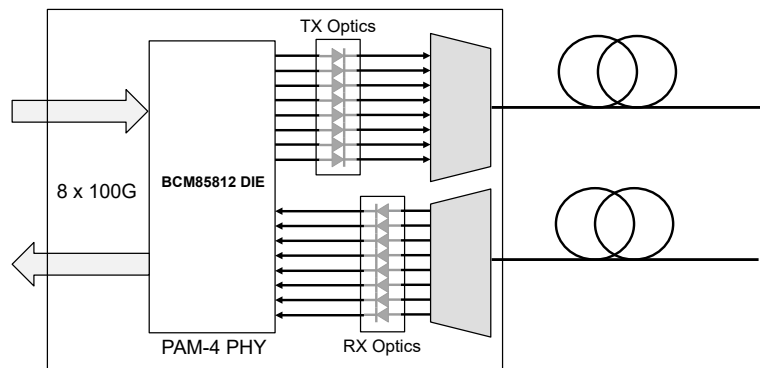 TX Optics
8 x 100G
BCM85812 DIE
PAM-4 PHY
RX Optics